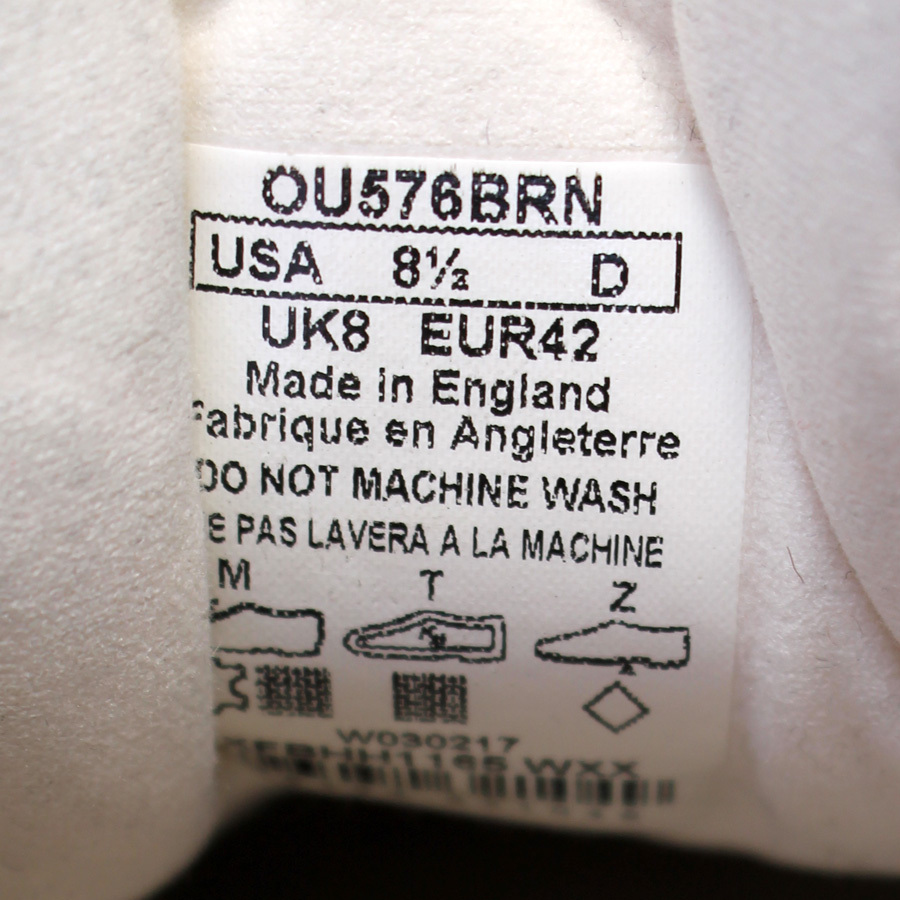 OU576BRN
USA 8½ D
UK8 EUR42
Made in England
Fabrique en Angleterre
DO NOT MACHINE WASH
E PAS LAVERA A LA MACHINE
M T Z
W030217
WXX